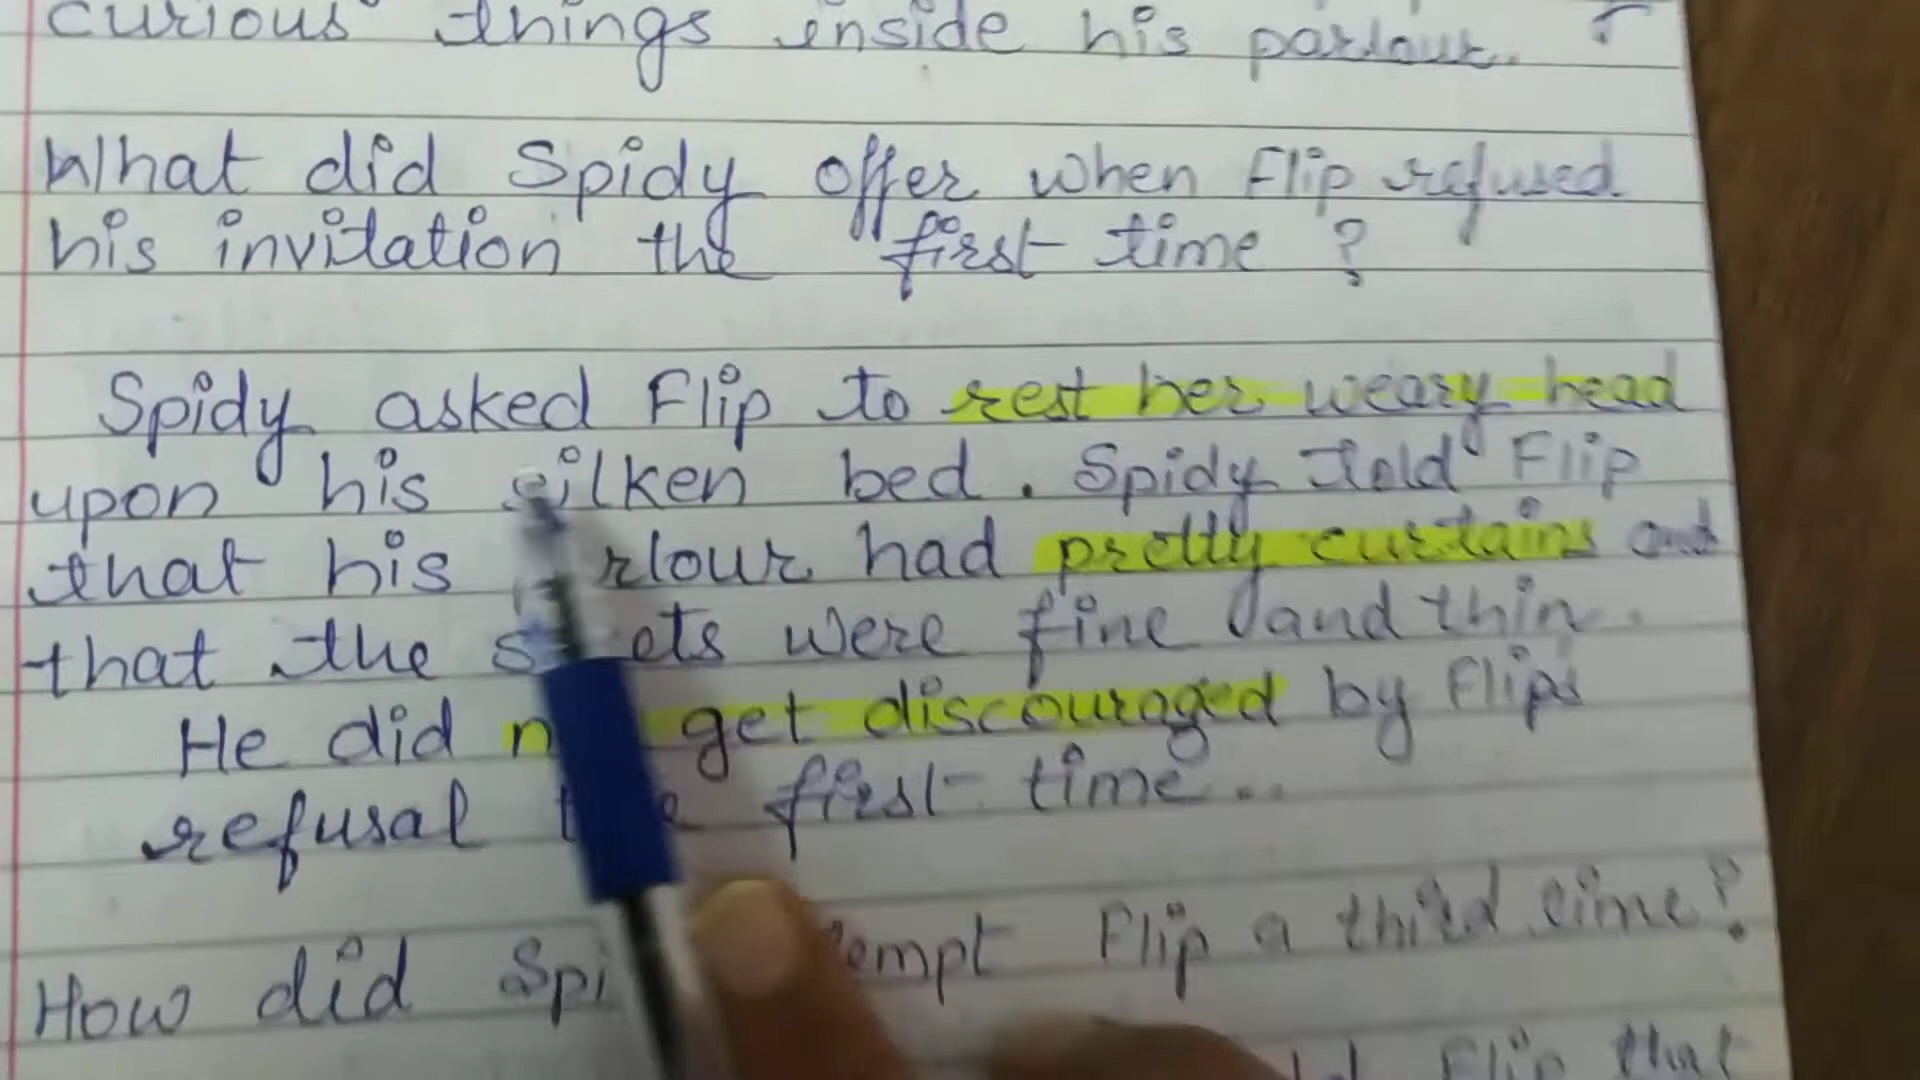 curious things inside his parlour.
What did Spidy offer when Flip refused
his invitation the first time ?
Spidy asked Flip to rest her weary head
upon his silken bed. Spidy told Flip
that his rlour had pretty curtains and
that the s ets were fine and thin.
He did n get discouraged by Flips
refusal t e first time..
How did Spi empt Flip a third time?
Flip that